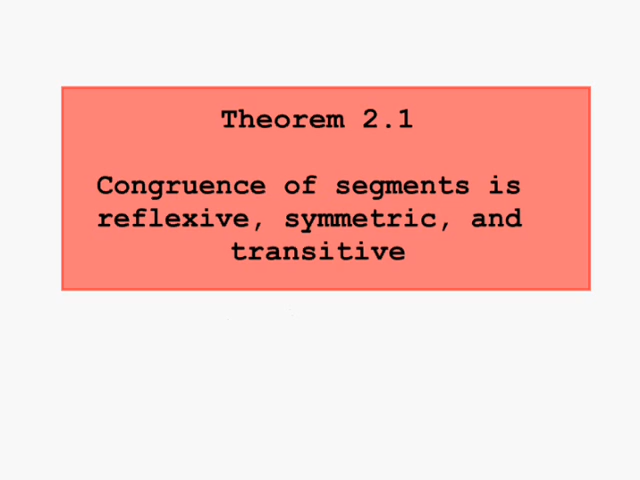 Theorem 2.1
Congruence of segments is
reflexive, symmetric, and
transitive